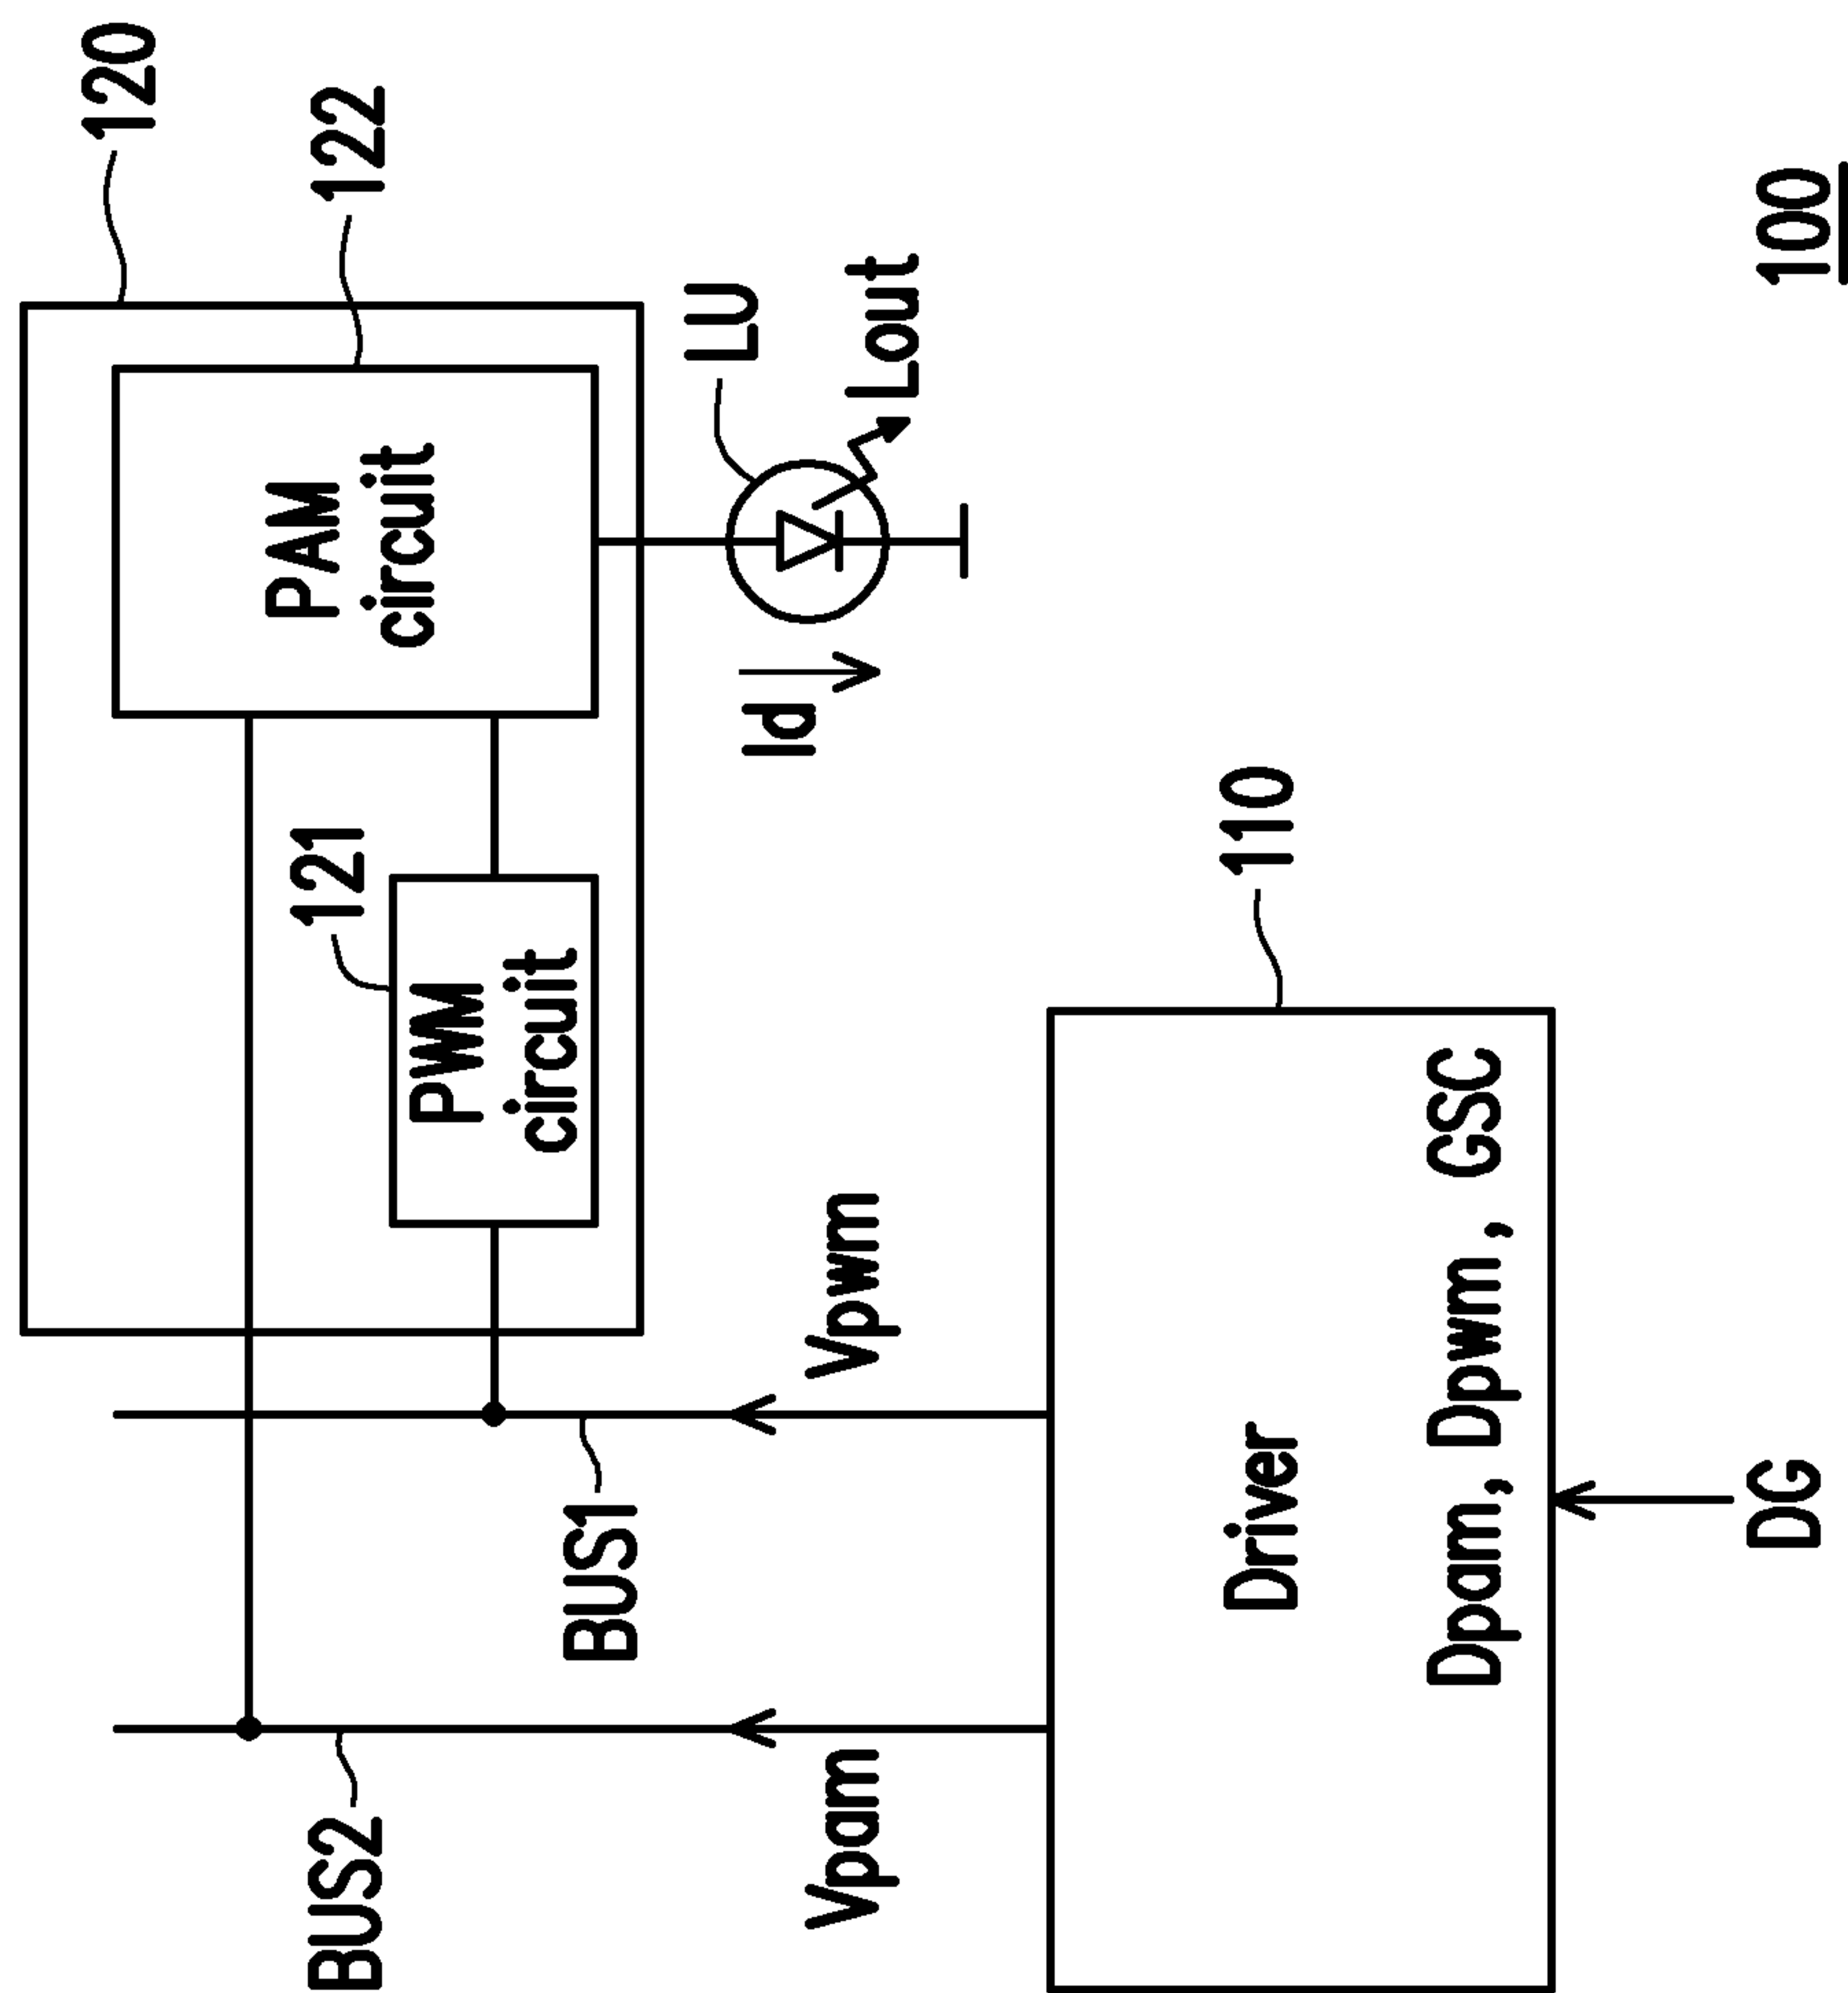 120
122
PAM
circuit
121
PWM
circuit
LU
Lout
Id
BUS2
BUS1
Vpam
Vpwm
110
Driver
Dpam, Dpwm, GSC
DG
100